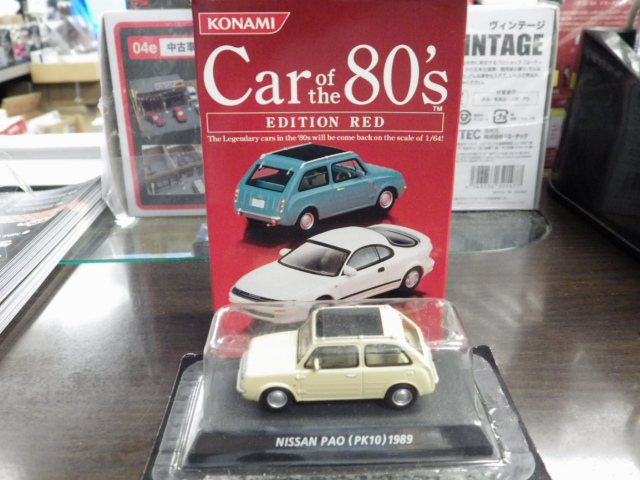 KONAMI
Car of the 80's
TM
EDITION RED
The Legendary cars in the '80s will be come back on the scale of 1/64!
NISSAN PAO (PK10) 1989
04e 中古車
ヴィンテージ
INTAGE
TEC